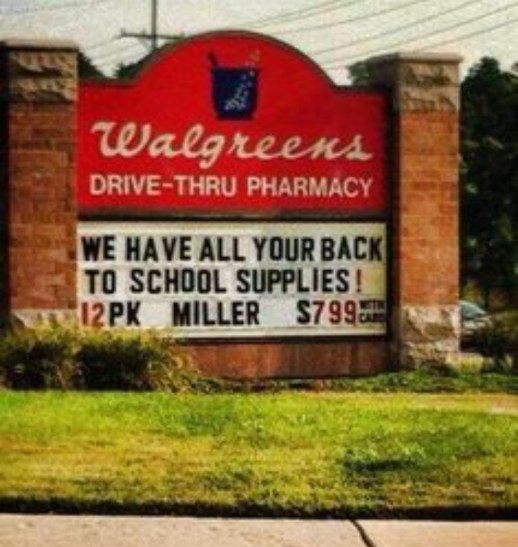 Walgreens
DRIVE-THRU PHARMACY
WE HAVE ALL YOUR BACK
TO SCHOOL SUPPLIES!
12PK MILLER $799 WITH CARD